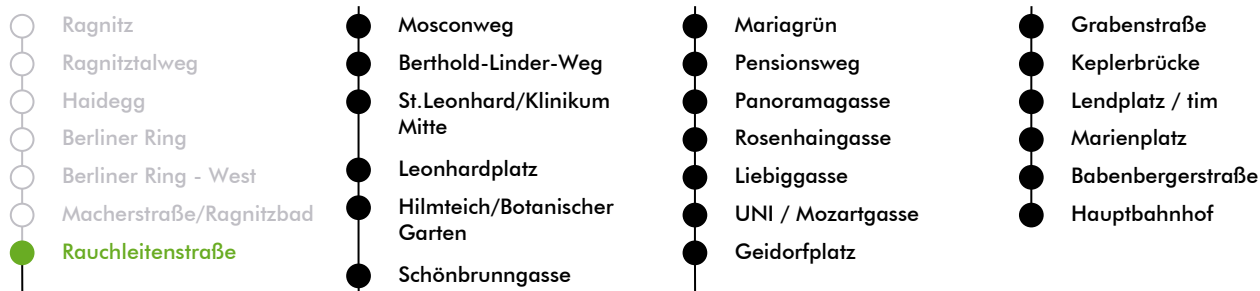 Ragnitz
Ragnitztalweg
Haidegg
Berliner Ring
Berliner Ring - West
Macherstraße/Ragnitzbad
Rauchleitenstraße
Mosconweg
Berthold-Linder-Weg
St.Leonhard/Klinikum
Mitte
Leonhardplatz
Hilmteich/Botanischer
Garten
Schönbrunngasse
Mariagrün
Pensionsweg
Panoramagasse
Rosenhaingasse
Liebiggasse
UNI / Mozartgasse
Geidorfplatz
Grabenstraße
Keplerbrücke
Lendplatz / tim
Marienplatz
Babenbergerstraße
Hauptbahnhof